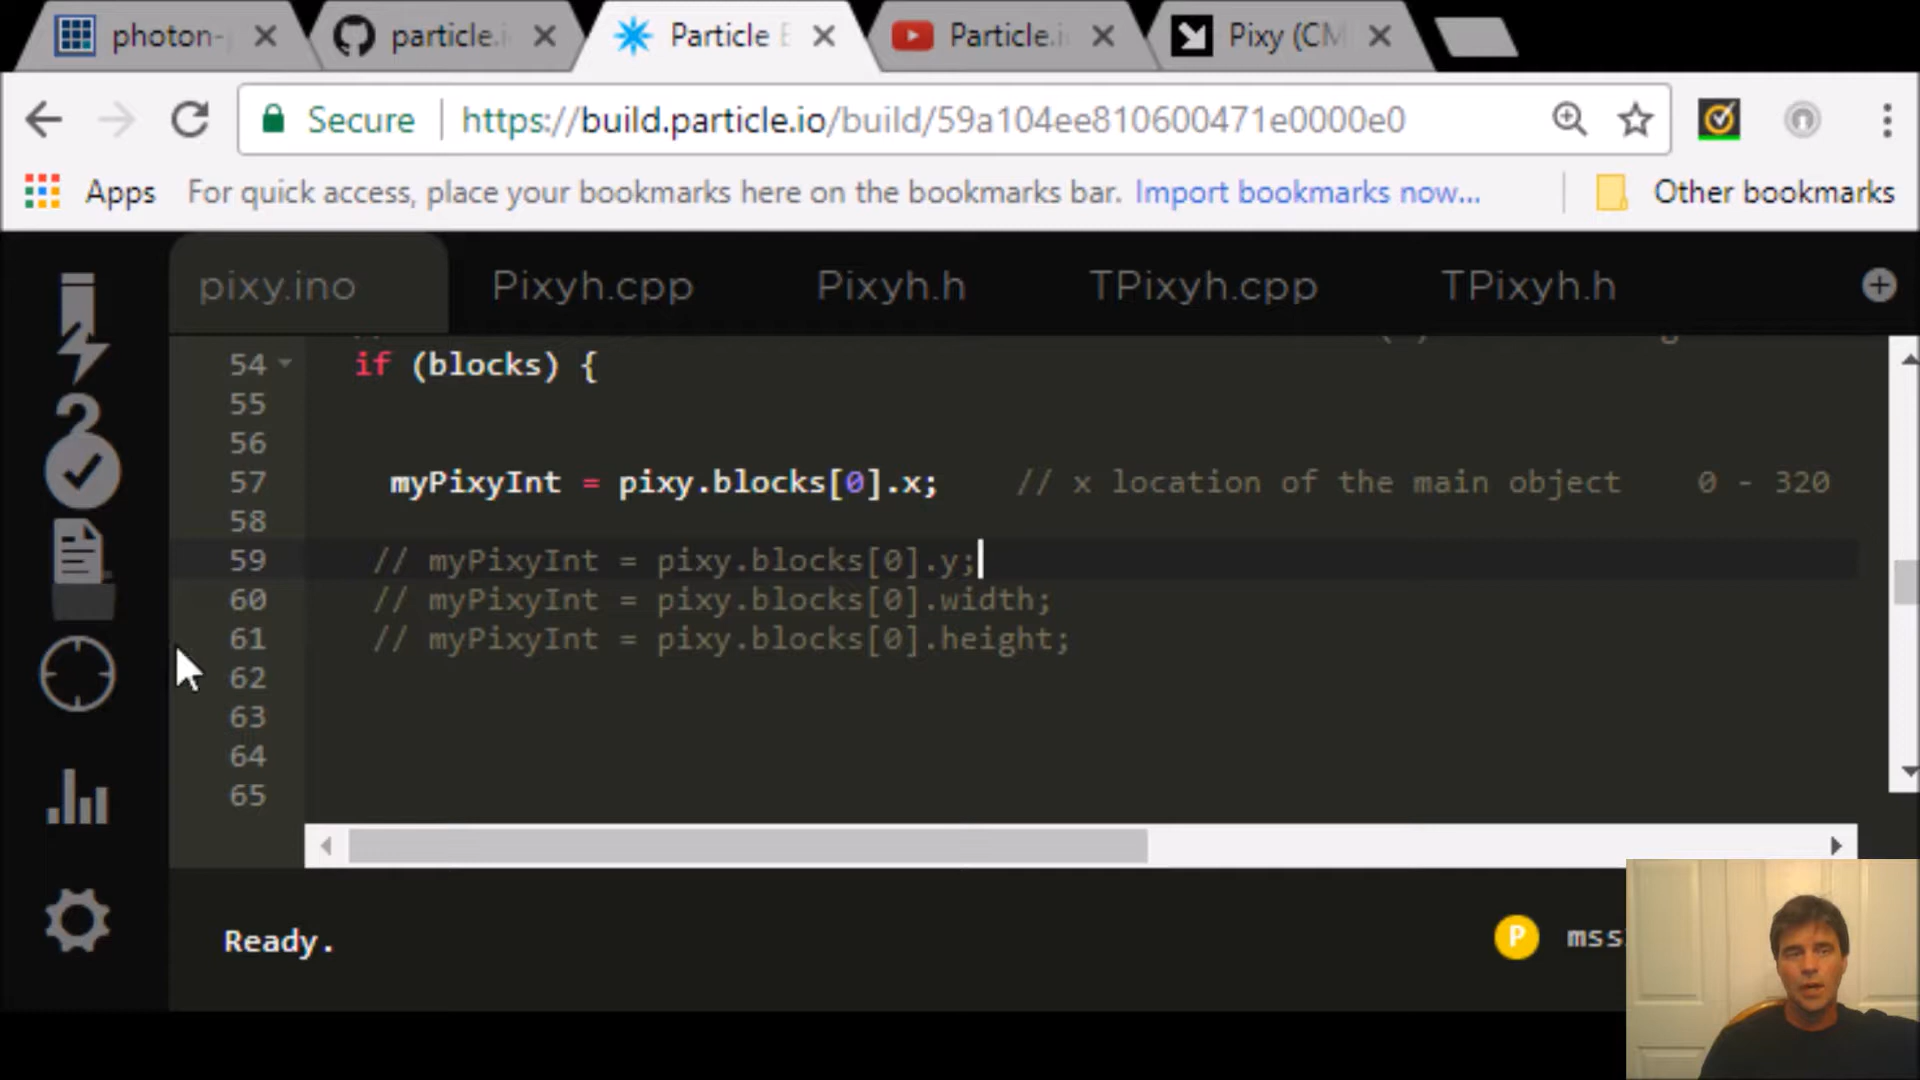 photon-
particle.i
Particle
Particle.i
Pixy (CM
Secure
https://build.particle.io/build/59a104ee810600471e0000e0
Apps
For quick access, place your bookmarks here on the bookmarks bar. Import bookmarks now...
Other bookmarks
pixy.ino
Pixyh.cpp
Pixyh.h
TPixyh.cpp
TPixyh.h
54 if (blocks) {
55
56
57 myPixyInt = pixy.blocks[0].x; // x location of the main object 0 - 320
58
59 // myPixyInt = pixy.blocks[0].y;
60 // myPixyInt = pixy.blocks[0].width;
61 // myPixyInt = pixy.blocks[0].height;
62
63
64
65
2
Ready.
P
mss